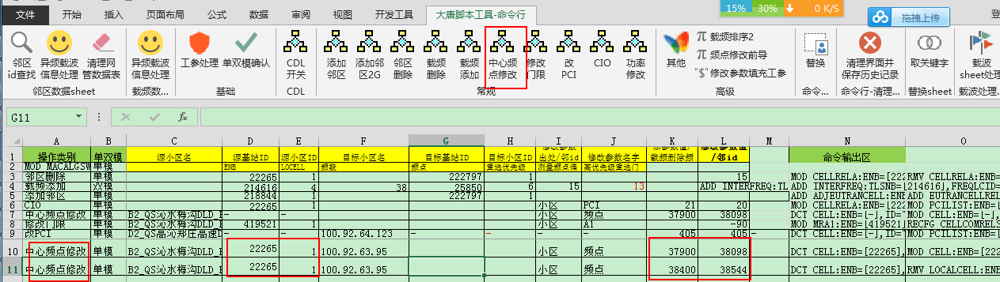 15% 30% 0 K/S
文件 开始 插入 页面布局 公式 数据 审阅 视图 开发工具 大唐脚本工具-命令行 拖拽上传 登
邻区id查找 异频载波信息处理 清理网管数据表 异频载波信息处理 工参处理 单双模确认 CDL开关 添加邻区 添加邻区2G 邻区删除 载频删除 载频添加 中心频点修改 修改门限 改PCI CIO 功率修改 其他 π 载频排序2 替换 清理界面并保存历史记录 取关键字 载波sheet处理
π 频点修改前导
"$"修改参数填充工参
邻区数据sheet 载频数... 基础 CDL 常规 高级 命令... 命令行-清理... 替换sheet 载波处理.
G11 fx
A B C D E F G H I J K L M N O
1 操作类别 单双模 源小区名 源基站ID 源小区ID 目标小区名 目标基站ID 目标小区ID 修改参数出处/邻id 修改参数名字 载频删除频 /邻id 命令输出区
2 MOD MACALGSW 单模 ENB LOCELL 频段 频点 重选优先级 测量频点偏 高优先级重选门
3 邻区删除 单模 22265 1 222797 1 15 MOD CELLRELA:ENB=[222 RMV CELLRELA:ENB=
4 载频添加 双模 214616 4 38 25850 6 15 13 ADD INTERFREQ:TL ADD INTERFREQ:TLSNB=[214616],FREQLCID=
5 添加邻区 单模 218844 1 222797 1 ADD ADJEUTRANCELL:ENB ADD EUTRANCELLREL
6 CIO 单模 22265 1 小区 PCI 21 20 MOD CELLRELA:ENB=[222 MOD PCILIST:ENB=[
7 中心频点修改 单模 B2_QS沁水梅沟DLD_ - - 小区 频点 37900 38098 DCT CELL:ENB=[-],ID= MOD CELL:ENB=[-],
8 修改门限 单模 B2_QS沁水梅沟DLD_ 419521 1 小区 A1 -90 MOD MRA1:ENB=[419521 RECFG CELLCOMRELS
9 改PCI 单模 D2_QS高沁郑庄高速D - - 100.92.64.123 - - - - 405 405 - DCT CELL:ENB=[-],ID= MOD PCILIST:ENB=[
10 中心频点修改 单模 B2_QS沁水梅沟DLD_ 22265 1 100.92.63.95 小区 频点 37900 38098 DCT CELL:ENB=[22265], MOD CELL:ENB=[222
11 中心频点修改 单模 B2_QS沁水梅沟DLD_ 22265 1 100.92.63.95 小区 频点 38400 38544 DCT CELL:ENB=[22265], RMV LOCALCELL:ENB=